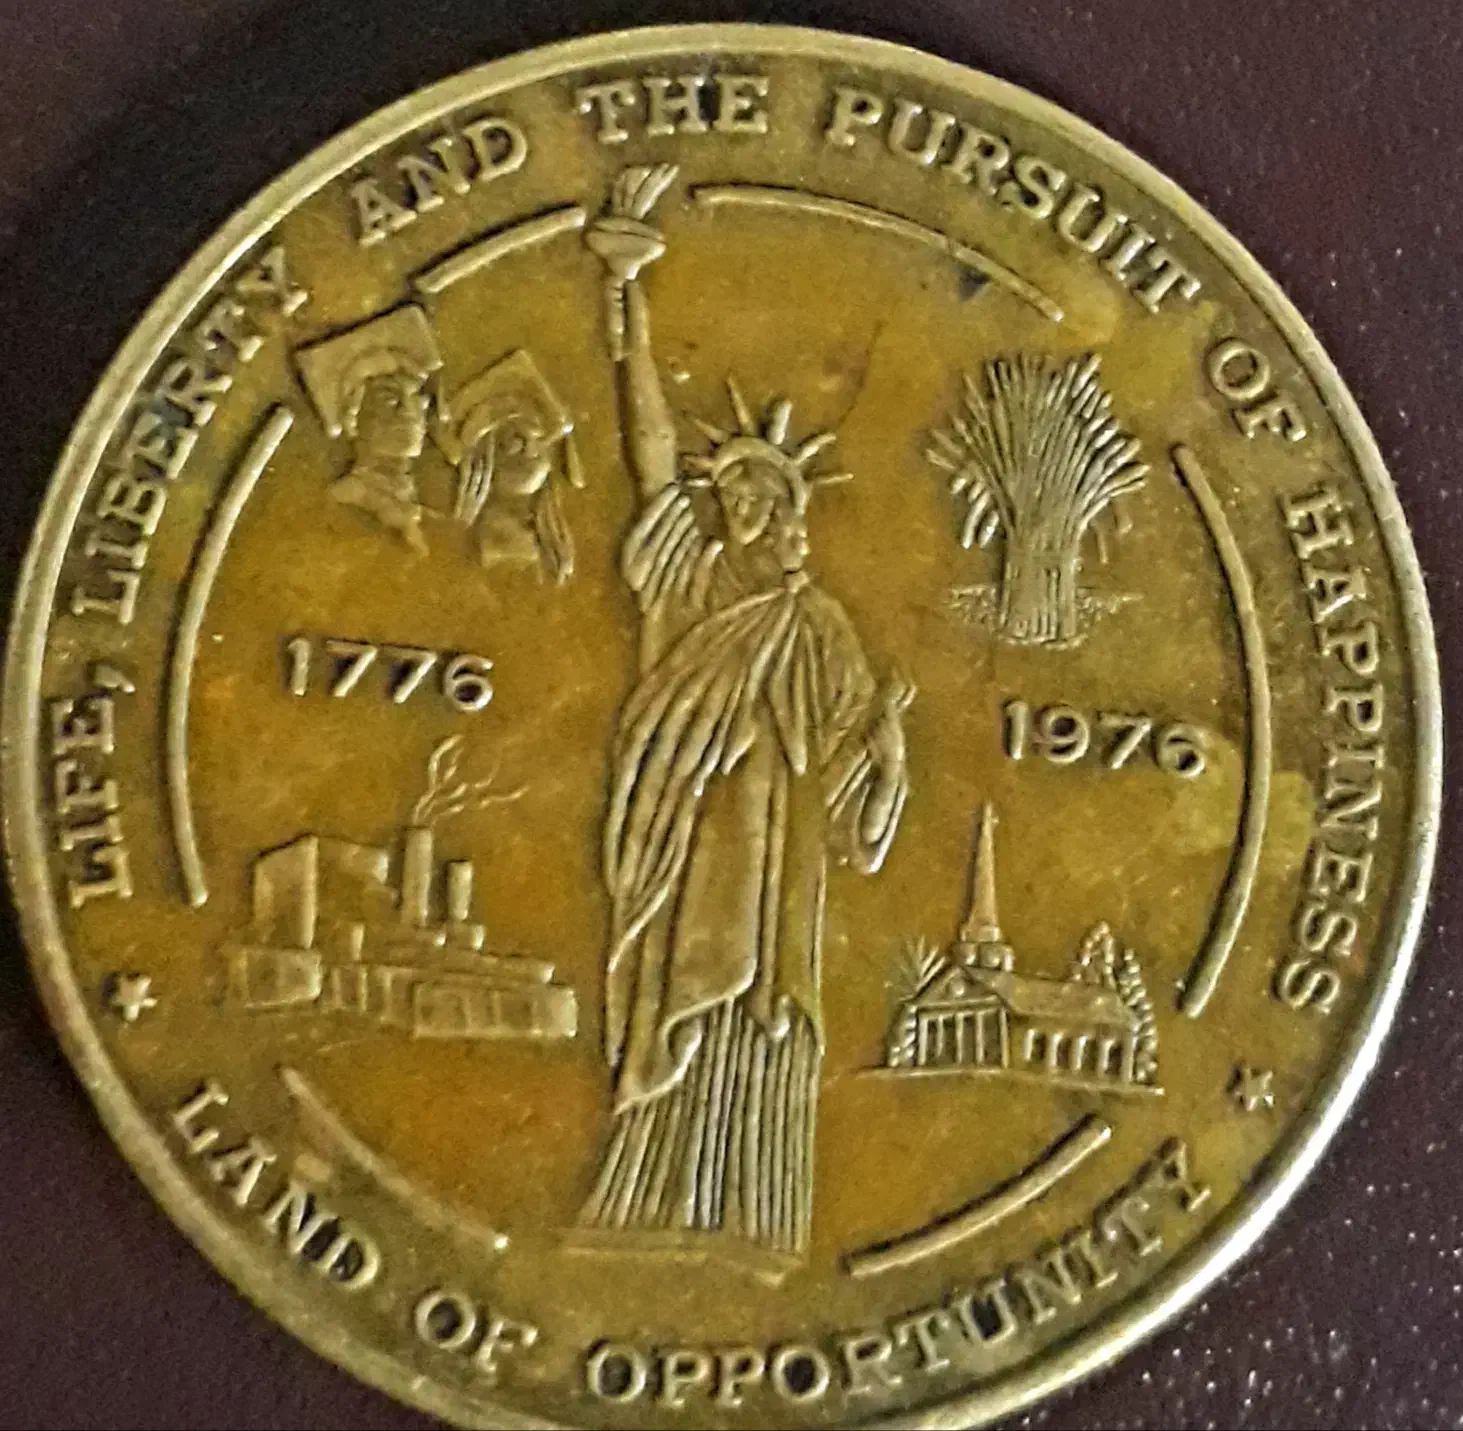 LIFE, LIBERTY AND THE PURSUIT OF HAPPINESS
1776
1976
LAND OF OPPORTUNITY